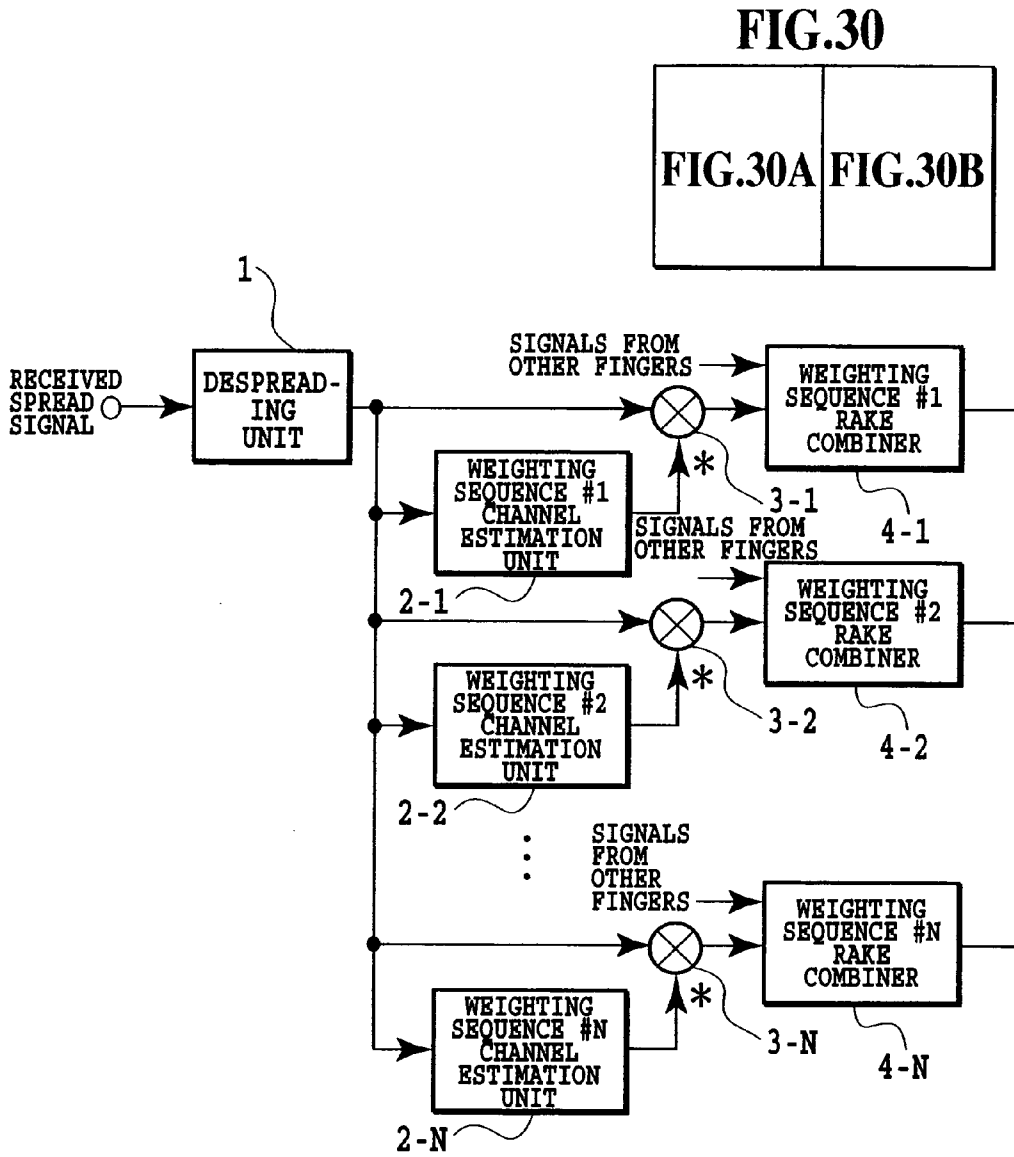 FIG.30
FIG.30A
FIG.30B
1
RECEIVED
SPREAD
SIGNAL
DESPREAD-
ING
UNIT
SIGNALS FROM
OTHER FINGERS
WEIGHTING
SEQUENCE #1
RAKE
COMBINER
*
3-1
4-1
WEIGHTING
SEQUENCE #1
CHANNEL
ESTIMATION
UNIT
2-1
SIGNALS FROM
OTHER FINGERS
WEIGHTING
SEQUENCE #2
RAKE
COMBINER
*
3-2
4-2
WEIGHTING
SEQUENCE #2
CHANNEL
ESTIMATION
UNIT
2-2
SIGNALS
FROM
OTHER
FINGERS
WEIGHTING
SEQUENCE #N
RAKE
COMBINER
*
3-N
4-N
WEIGHTING
SEQUENCE #N
CHANNEL
ESTIMATION
UNIT
2-N